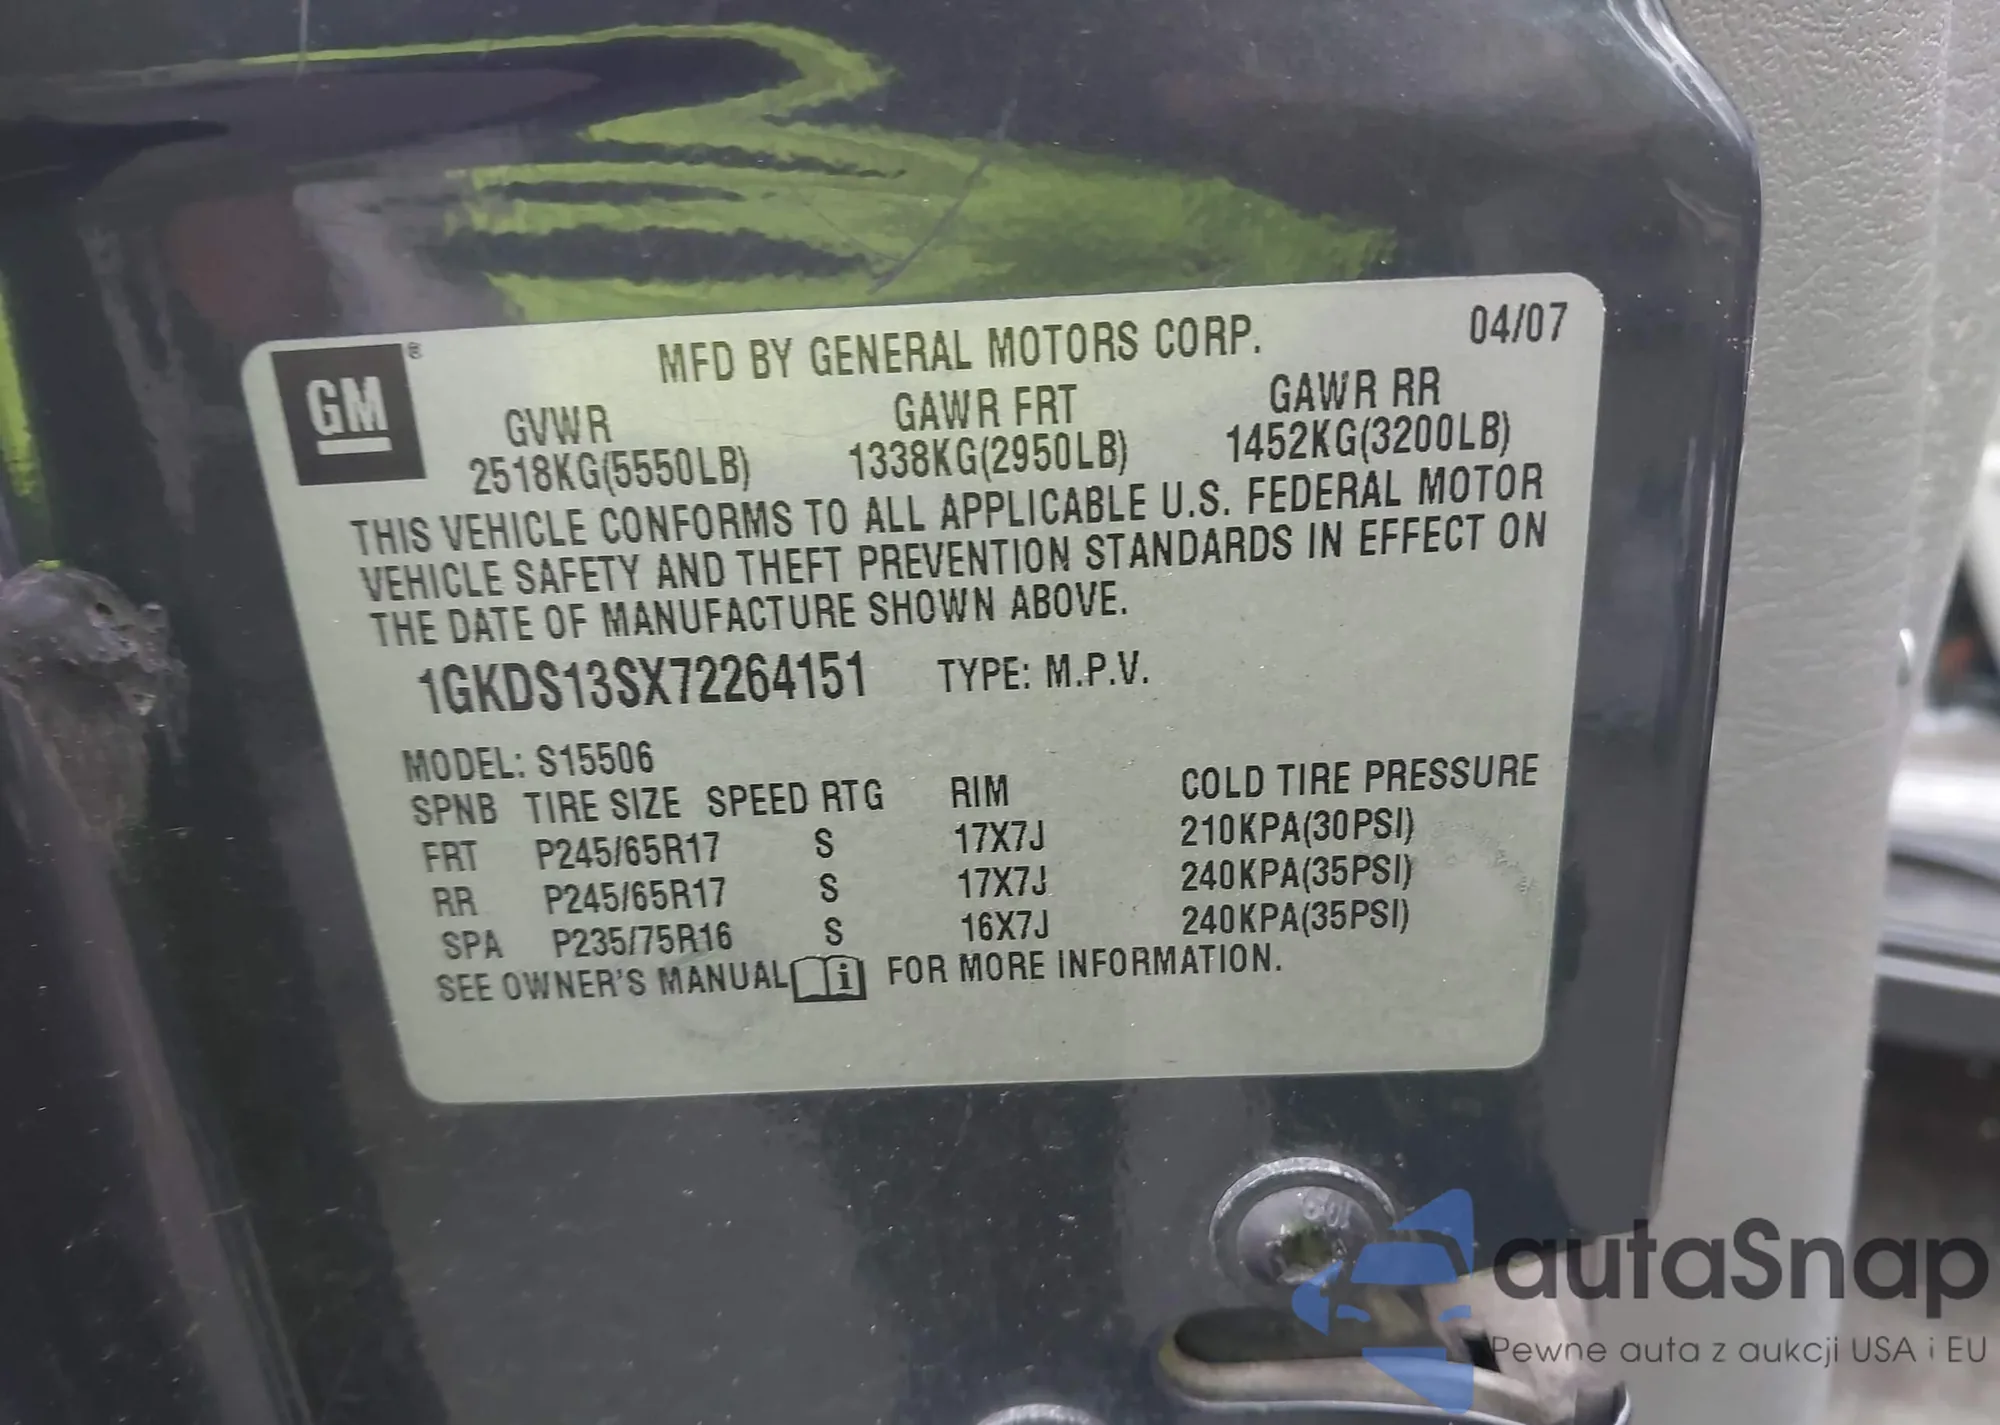 GM®
MFD BY GENERAL MOTORS CORP. 04/07
GVWR GAWR FRT GAWR RR
2518KG(5550LB) 1338KG(2950LB) 1452KG(3200LB)
THIS VEHICLE CONFORMS TO ALL APPLICABLE U.S. FEDERAL MOTOR
VEHICLE SAFETY AND THEFT PREVENTION STANDARDS IN EFFECT ON
THE DATE OF MANUFACTURE SHOWN ABOVE.
1GKDS13SX72264151 TYPE: M.P.V.
MODEL: S15506
SPNB TIRE SIZE SPEED RTG RIM COLD TIRE PRESSURE
FRT P245/65R17 S 17X7J 210KPA(30PSI)
RR P245/65R17 S 17X7J 240KPA(35PSI)
SPA P235/75R16 S 16X7J 240KPA(35PSI)
SEE OWNER'S MANUAL i FOR MORE INFORMATION.
autaSnap
Pewne auta z aukcji USA i EU